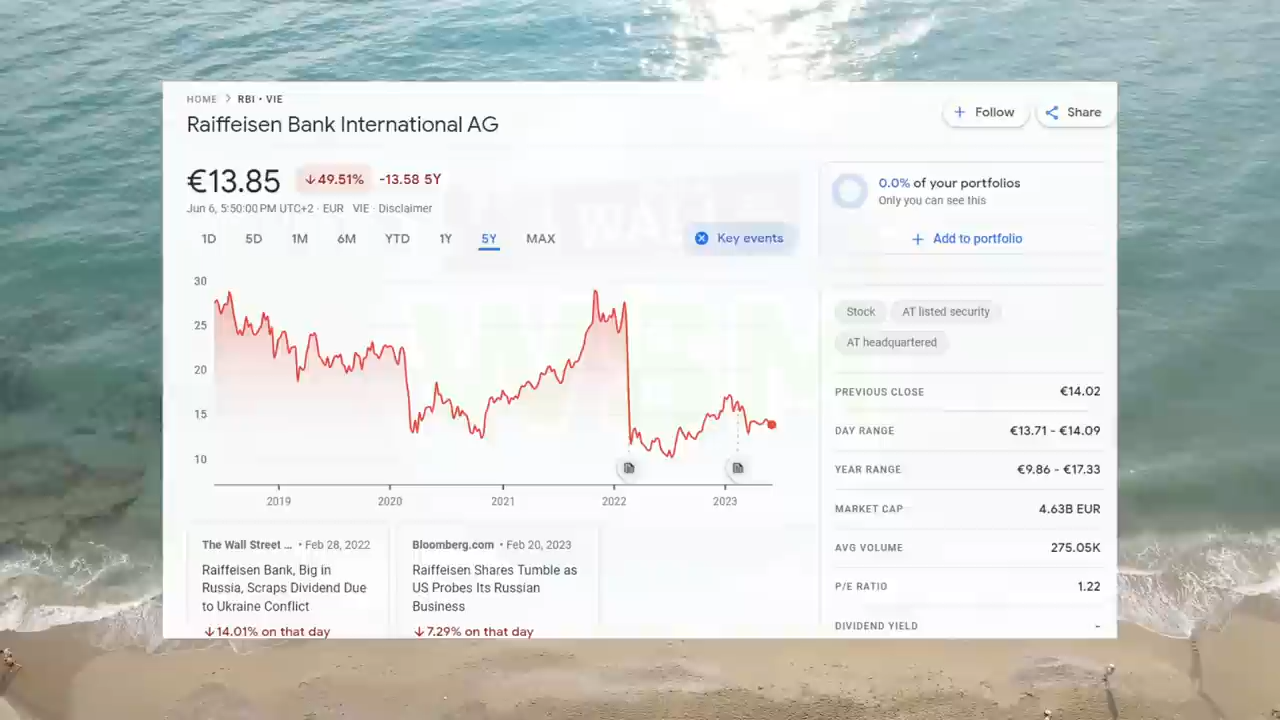 HOME > RBI • VIE
Raiffeisen Bank International AG
+ Follow
Share
€13.85 ↓49.51% -13.58 5Y
Jun 6, 5:50:00 PM UTC+2 · EUR VIE · Disclaimer
1D 5D 1M 6M YTD 1Y 5Y MAX
Key events
30
25
20
15
10
2019 2020 2021 2022 2023
The Wall Street ... • Feb 28, 2022
Raiffeisen Bank, Big in
Russia, Scraps Dividend Due
to Ukraine Conflict
↓14.01% on that day
Bloomberg.com • Feb 20, 2023
Raiffeisen Shares Tumble as
US Probes Its Russian
Business
↓7.29% on that day
0.0% of your portfolios
Only you can see this
+ Add to portfolio
Stock
AT listed security
AT headquartered
PREVIOUS CLOSE €14.02
DAY RANGE €13.71 - €14.09
YEAR RANGE €9.86 - €17.33
MARKET CAP 4.63B EUR
AVG VOLUME 275.05K
P/E RATIO 1.22
DIVIDEND YIELD -